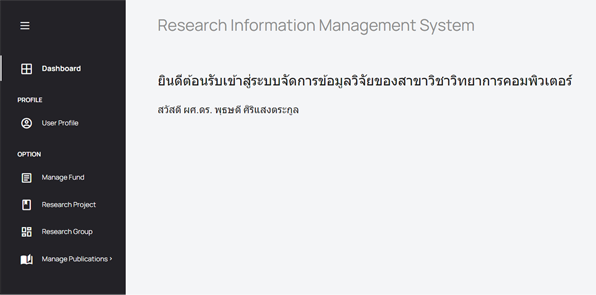 Research Information Management System
Dashboard
ยินดีต้อนรับเข้าสู่ระบบจัดการข้อมูลวิจัยของสาขาวิชาวิทยาการคอมพิวเตอร์
PROFILE
สวัสดี ผศ.ดร. พุธษดี ศิริแสงตระกูล
User Profile
OPTION
Manage Fund
Research Project
Research Group
Manage Publications >